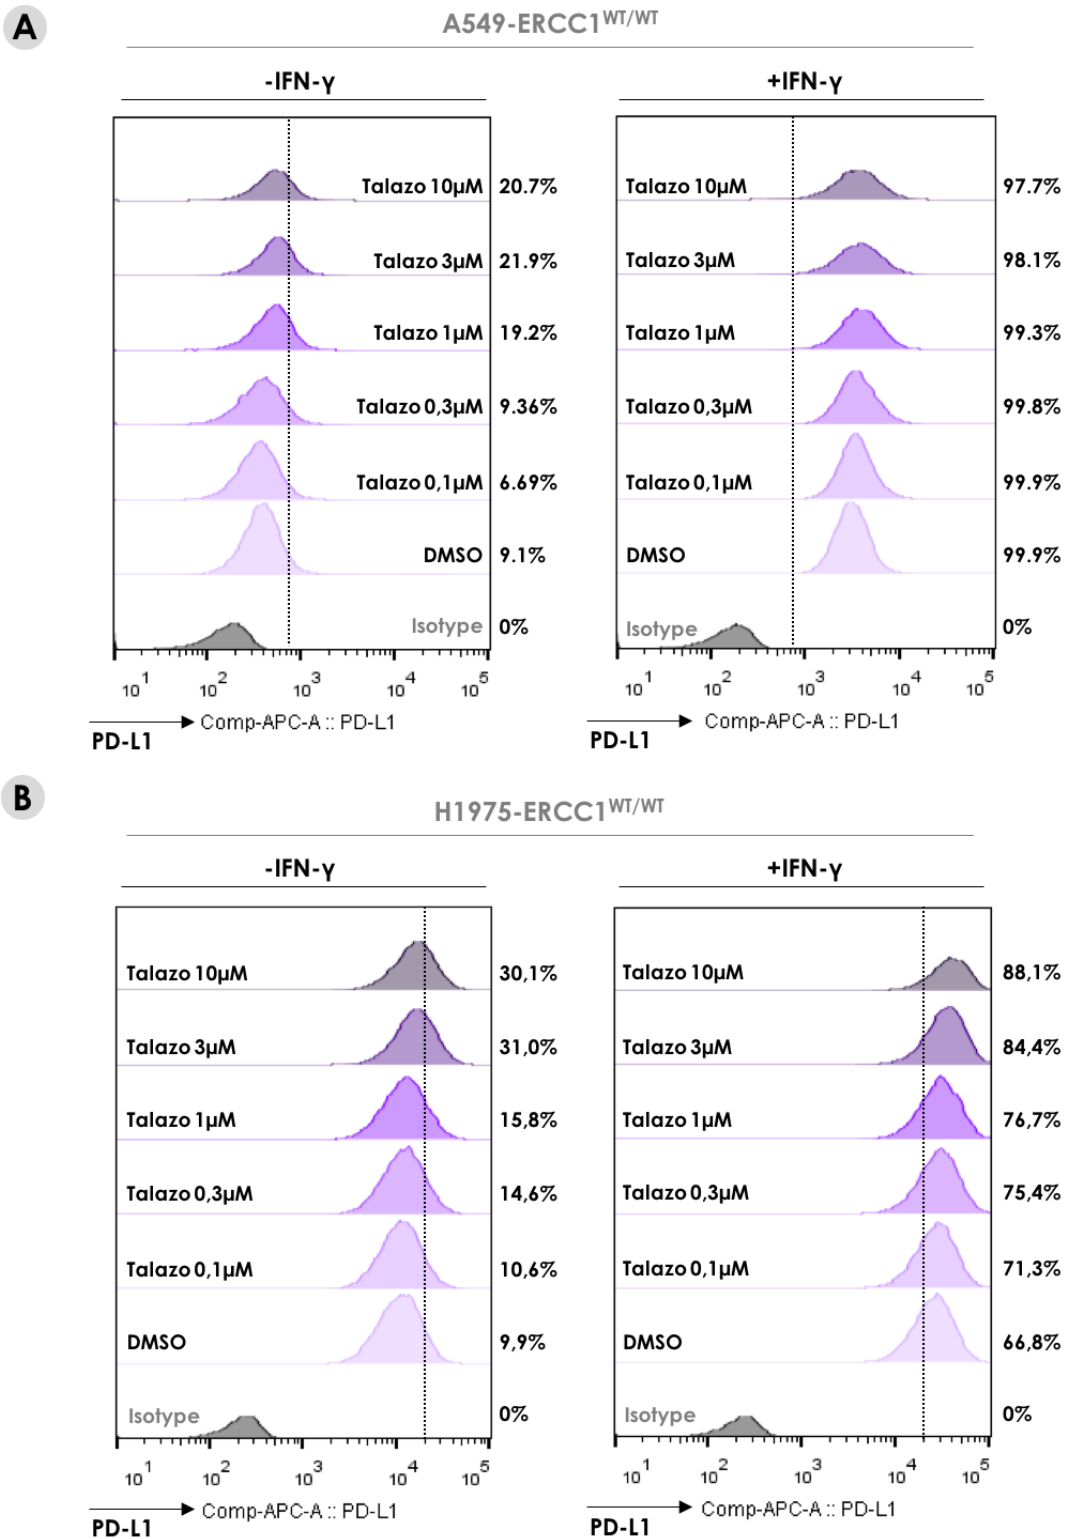 A
A549-ERCC1WT/WT
-IFN-γ
+IFN-γ
Talazo 10µM 20.7%
Talazo 3µM 21.9%
Talazo 1µM 19.2%
Talazo 0,3µM 9.36%
Talazo 0,1µM 6.69%
DMSO 9.1%
Isotype 0%
10^1 10^2 10^3 10^4 10^5
Comp-APC-A :: PD-L1
PD-L1
Talazo 10µM 97.7%
Talazo 3µM 98.1%
Talazo 1µM 99.3%
Talazo 0,3µM 99.8%
Talazo 0,1µM 99.9%
DMSO 99.9%
Isotype 0%
10^1 10^2 10^3 10^4 10^5
Comp-APC-A :: PD-L1
PD-L1
B
H1975-ERCC1WT/WT
-IFN-γ
+IFN-γ
Talazo 10µM 30,1%
Talazo 3µM 31,0%
Talazo 1µM 15,8%
Talazo 0,3µM 14,6%
Talazo 0,1µM 10,6%
DMSO 9,9%
Isotype 0%
10^1 10^2 10^3 10^4 10^5
Comp-APC-A :: PD-L1
PD-L1
Talazo 10µM 88,1%
Talazo 3µM 84,4%
Talazo 1µM 76,7%
Talazo 0,3µM 75,4%
Talazo 0,1µM 71,3%
DMSO 66,8%
Isotype 0%
10^1 10^2 10^3 10^4 10^5
Comp-APC-A :: PD-L1
PD-L1